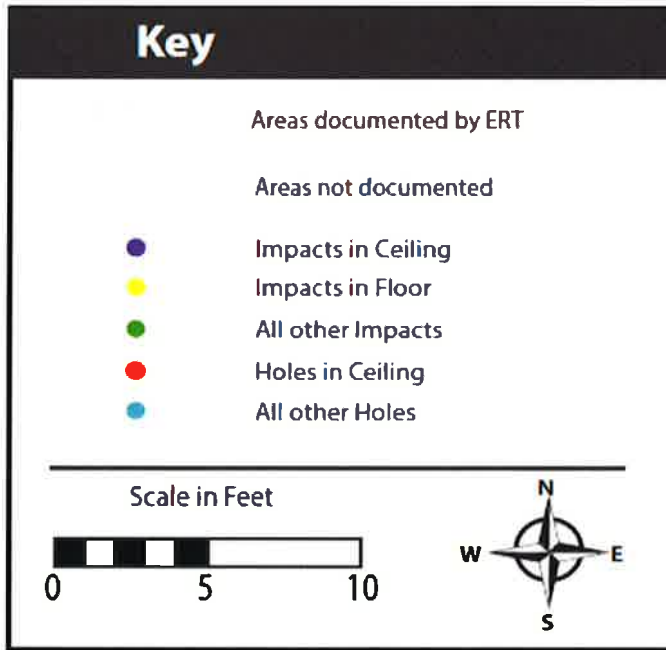 Key
Areas documented by ERT
Areas not documented
Impacts in Ceiling
Impacts in Floor
All other Impacts
Holes in Ceiling
All other Holes
Scale in Feet
0 5 10
N
W E
S